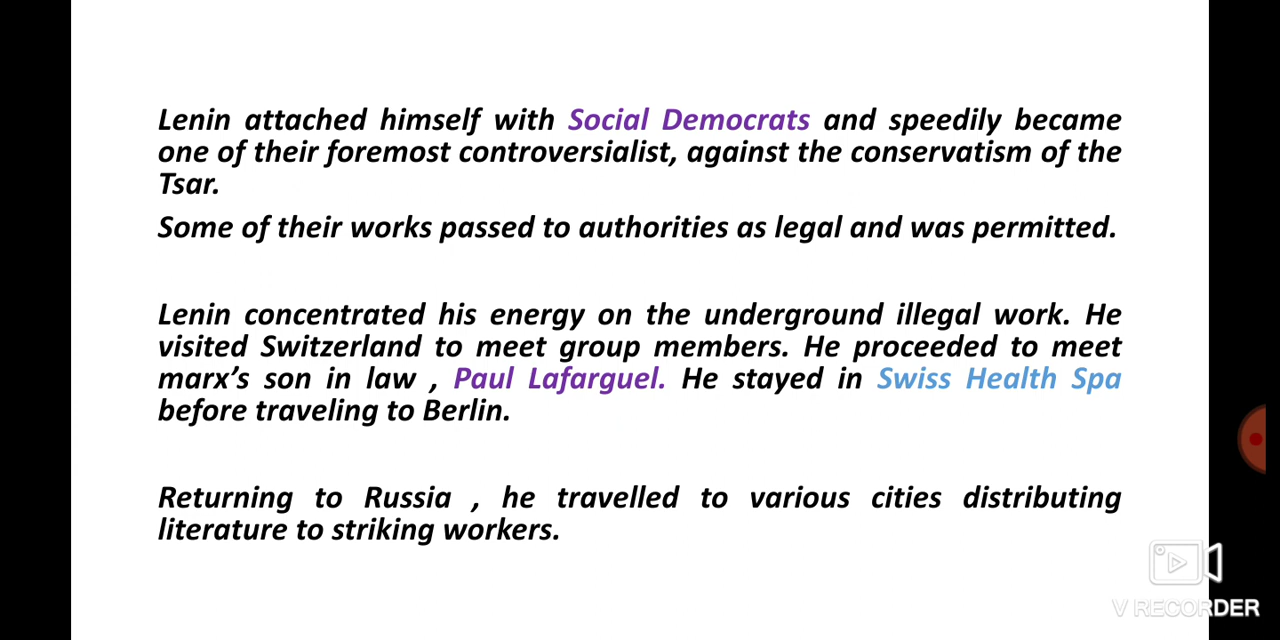 Lenin attached himself with Social Democrats and speedily became
one of their foremost controversialist, against the conservatism of the
Tsar.
Some of their works passed to authorities as legal and was permitted.
Lenin concentrated his energy on the underground illegal work. He
visited Switzerland to meet group members. He proceeded to meet
marx's son in law , Paul Lafarguel. He stayed in Swiss Health Spa
before traveling to Berlin.
Returning to Russia , he travelled to various cities distributing
literature to striking workers.
V RECORDER